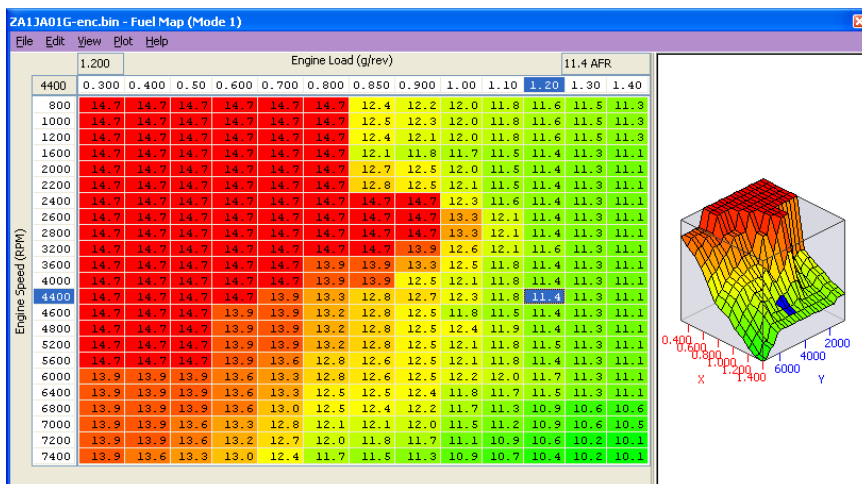 ZA1JA01G-enc.bin - Fuel Map (Mode 1)
File Edit View Plot Help
1.200 Engine Load (g/rev) 11.4 AFR
4400 0.300 0.400 0.50 0.600 0.700 0.800 0.850 0.900 1.00 1.10 1.20 1.30 1.40
800 14.7 14.7 14.7 14.7 14.7 14.7 12.4 12.2 12.0 11.8 11.6 11.5 11.3
1000 14.7 14.7 14.7 14.7 14.7 14.7 12.5 12.3 12.0 11.8 11.6 11.5 11.3
1200 14.7 14.7 14.7 14.7 14.7 14.7 12.4 12.1 12.0 11.8 11.6 11.5 11.3
1600 14.7 14.7 14.7 14.7 14.7 14.7 12.1 11.8 11.7 11.5 11.4 11.3 11.1
2000 14.7 14.7 14.7 14.7 14.7 14.7 12.7 12.5 12.0 11.5 11.4 11.3 11.1
2200 14.7 14.7 14.7 14.7 14.7 14.7 12.8 12.5 12.1 11.5 11.4 11.3 11.1
2400 14.7 14.7 14.7 14.7 14.7 14.7 14.7 14.7 12.3 11.6 11.4 11.3 11.1
2600 14.7 14.7 14.7 14.7 14.7 14.7 14.7 14.7 13.3 12.1 11.4 11.3 11.1
2800 14.7 14.7 14.7 14.7 14.7 14.7 14.7 14.7 13.3 12.1 11.4 11.3 11.1
3200 14.7 14.7 14.7 14.7 14.7 14.7 14.7 13.9 12.6 12.1 11.6 11.3 11.1
3600 14.7 14.7 14.7 14.7 14.7 13.9 13.9 13.3 12.5 11.8 11.4 11.3 11.1
4000 14.7 14.7 14.7 14.7 14.7 13.9 13.9 12.5 12.1 11.8 11.4 11.3 11.1
4400 14.7 14.7 14.7 14.7 13.9 13.3 12.8 12.7 12.3 11.8 11.4 11.3 11.1
4600 14.7 14.7 14.7 13.9 13.9 13.2 12.8 12.5 11.8 11.5 11.4 11.3 11.1
4800 14.7 14.7 14.7 13.9 13.9 13.2 12.8 12.5 12.4 11.9 11.4 11.3 11.1
5200 14.7 14.7 14.7 13.9 13.9 13.2 12.8 12.5 12.1 11.8 11.5 11.3 11.1
5600 14.7 14.7 14.7 13.9 13.6 12.8 12.6 12.5 12.1 11.8 11.4 11.3 11.1
6000 13.9 13.9 13.9 13.6 13.3 12.8 12.6 12.5 12.2 12.0 11.7 11.3 11.1
6400 13.9 13.9 13.9 13.6 13.3 12.5 12.5 12.4 11.8 11.7 11.5 11.3 11.1
6800 13.9 13.9 13.9 13.6 13.0 12.5 12.4 12.2 11.7 11.3 10.9 10.6 10.6
7000 13.9 13.9 13.6 13.3 12.8 12.1 12.1 12.0 11.5 11.2 10.9 10.6 10.5
7200 13.9 13.9 13.6 13.2 12.7 12.0 11.8 11.7 11.1 10.9 10.6 10.2 10.1
7400 13.9 13.6 13.3 13.0 12.4 11.7 11.5 11.3 10.9 10.7 10.4 10.2 10.1
Engine Speed (RPM)
0.400 0.600 0.800 1.000 1.200 1.400
X
6000 4000 2000
Y